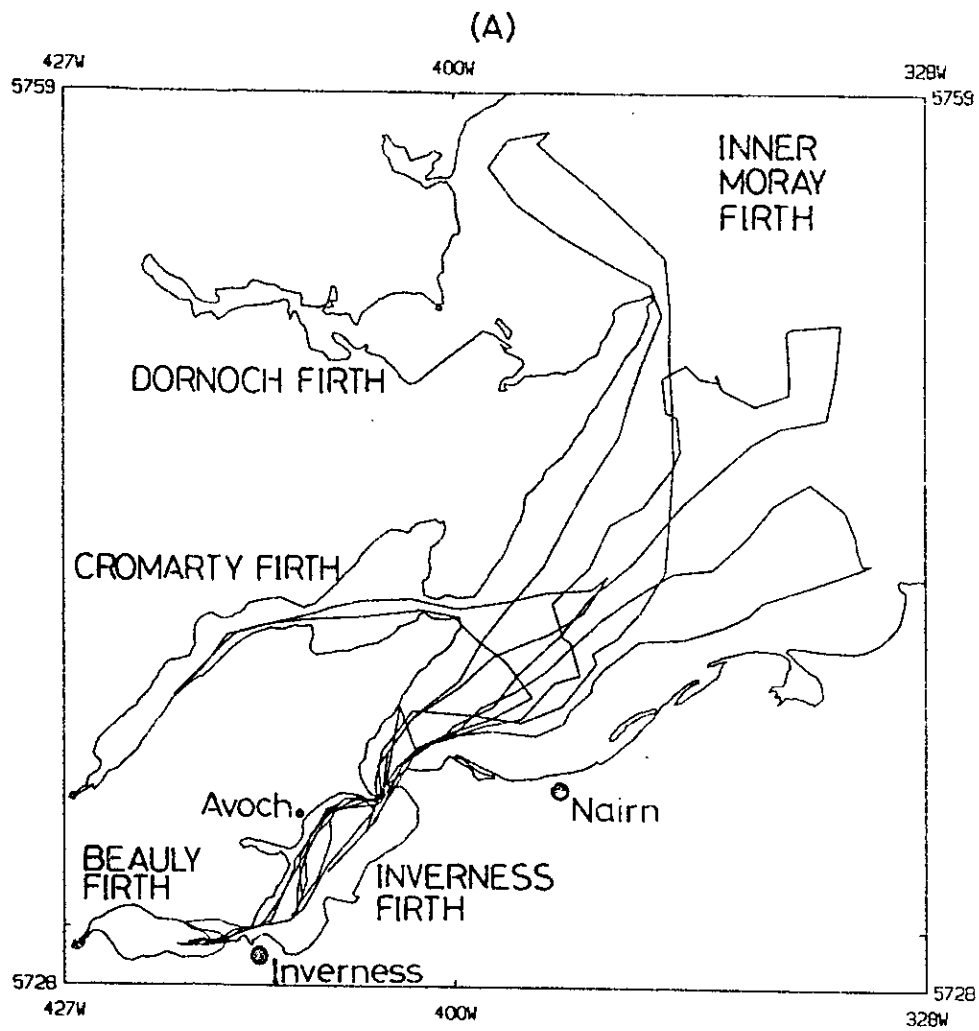 (A)
427W
400W
328W
5759
5759
INNER
MORAY
FIRTH
DORNOCH FIRTH
CROMARTY FIRTH
Avoch
Nairn
BEAULY
FIRTH
INVERNESS
FIRTH
Inverness
5728
5728
427W
400W
328W